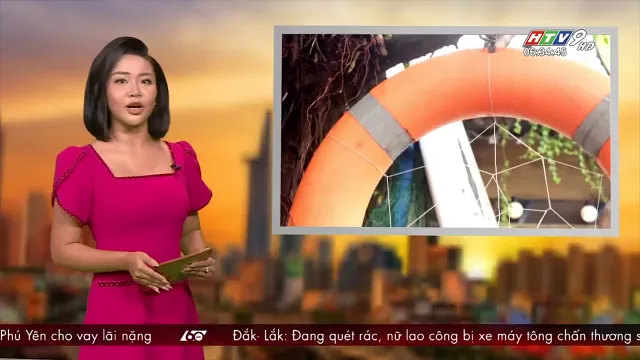 HTV9 HD
06:34:45
Phú Yên cho vay lãi nặng
60
Đắk- Lắk: Đang quét rác, nữ lao công bị xe máy tông chấn thương s